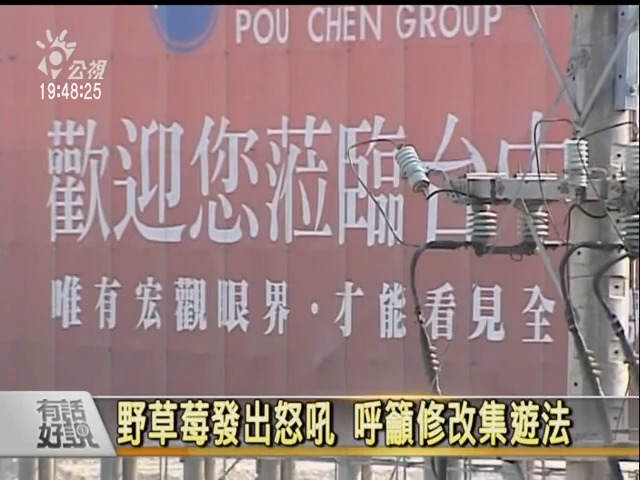 POU CHEN GROUP
公視
19:48:25
歡迎您蒞臨台中
唯有宏觀眼界·才能看見全
有話好說
野草莓發出怒吼 呼籲修改集遊法